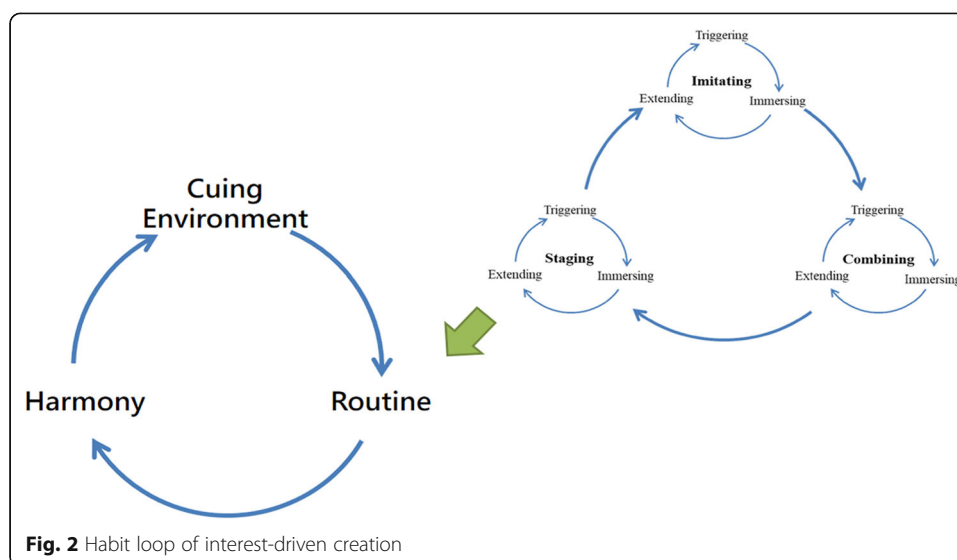 Triggering
Imitating
Extending
Immersing
Triggering
Staging
Extending
Immersing
Triggering
Combining
Extending
Immersing
Cuing
Environment
Harmony
Routine
Fig. 2 Habit loop of interest-driven creation